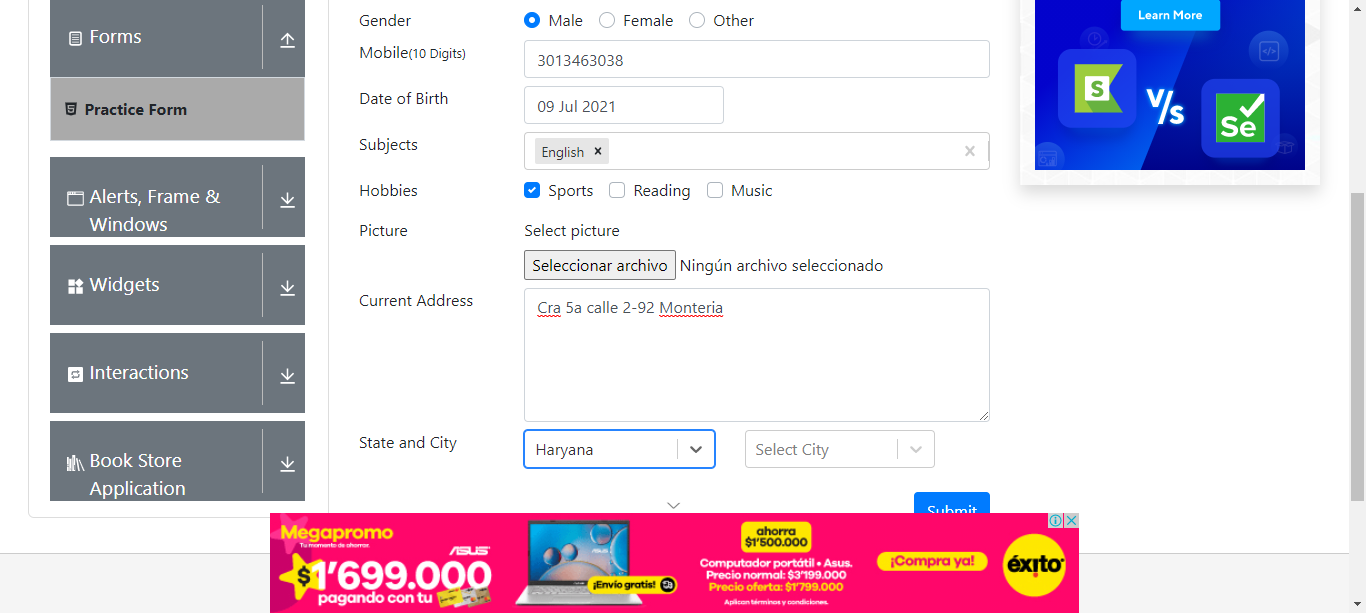 Forms
Practice Form
Alerts, Frame &
Windows
Widgets
Interactions
Book Store
Application
Gender
Male Female Other
Mobile(10 Digits)
3013463038
Date of Birth
09 Jul 2021
Subjects
English ×
Hobbies
Sports Reading Music
Picture
Select picture
Seleccionar archivo Ningún archivo seleccionado
Current Address
Cra 5a calle 2-92 Monteria
State and City
Haryana
Select City
Submit
Learn More
S
V/s
Se
Megapromo
Tu momento de ahorrar.
ASUS
$1'699.000
pagando con tu
¡Envío gratis!
ahorra
$1'500.000
Computador portátil • Asus.
Precio normal: $3'199.000
Precio oferta: $1'799.000
Aplican términos y condiciones.
¡Compra ya!
éxito